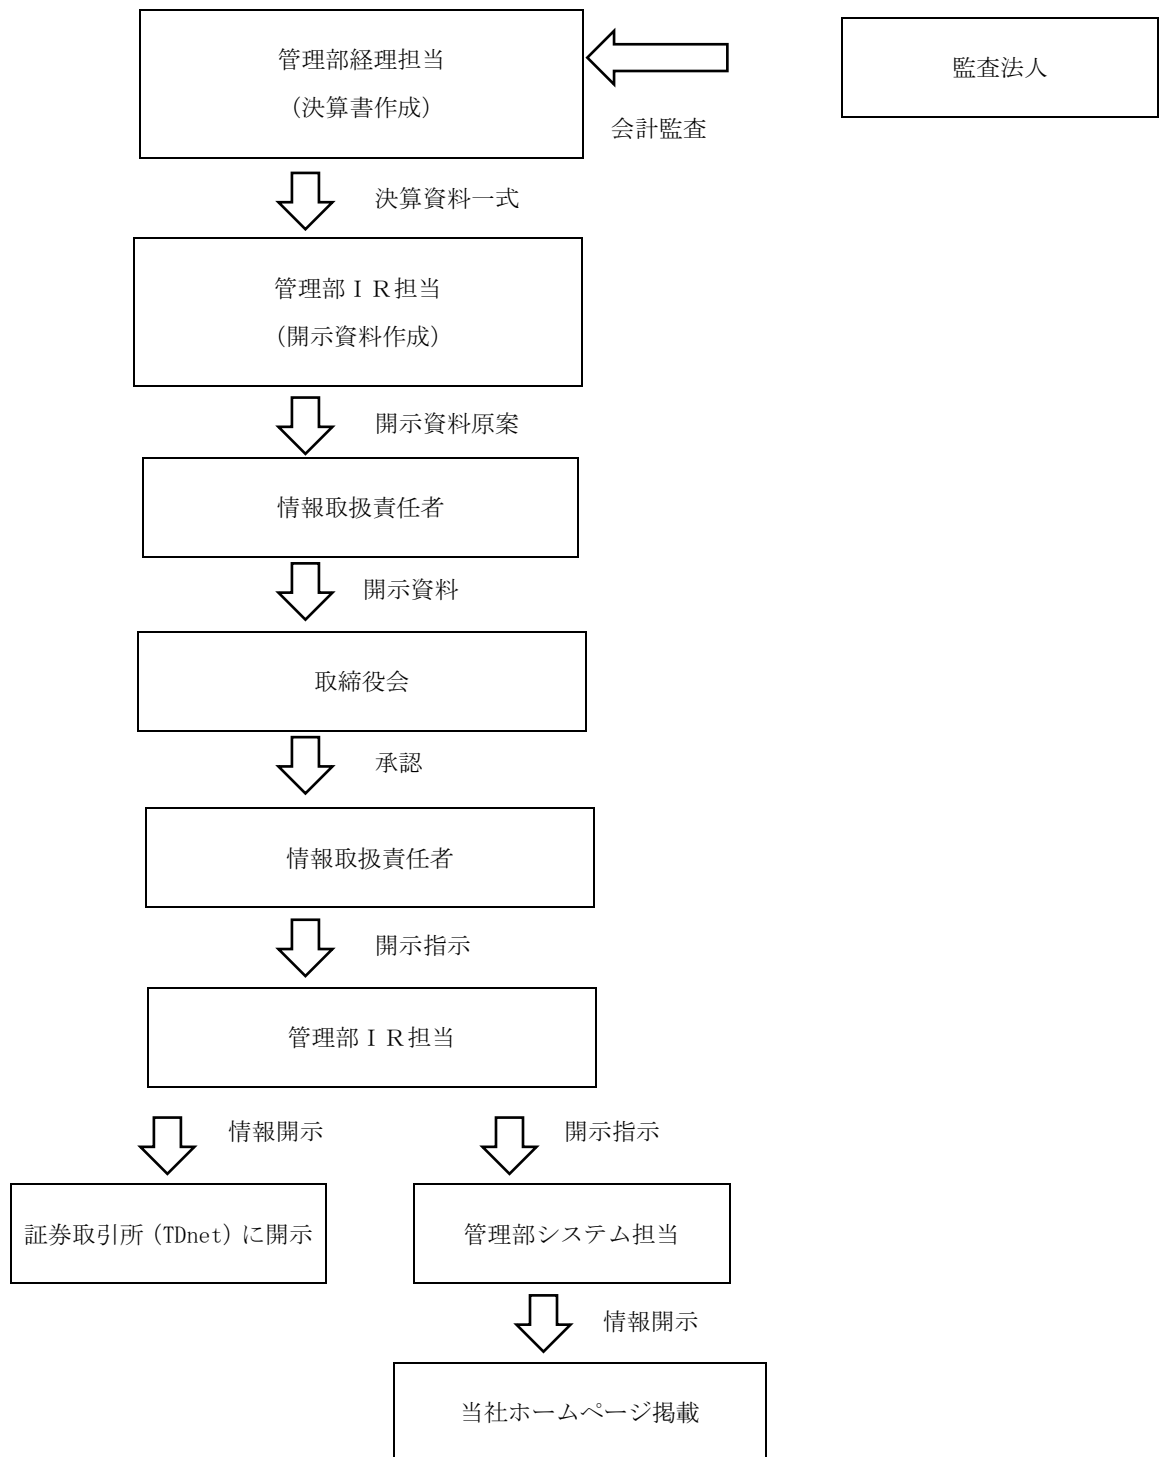 管理部経理担当
(決算書作成)
監査法人
会計監査
決算資料一式
管理部ＩＲ担当
(開示資料作成)
開示資料原案
情報取扱責任者
開示資料
取締役会
承認
情報取扱責任者
開示指示
管理部ＩＲ担当
情報開示
開示指示
証券取引所(TDnet)に開示
管理部システム担当
情報開示
当社ホームページ掲載